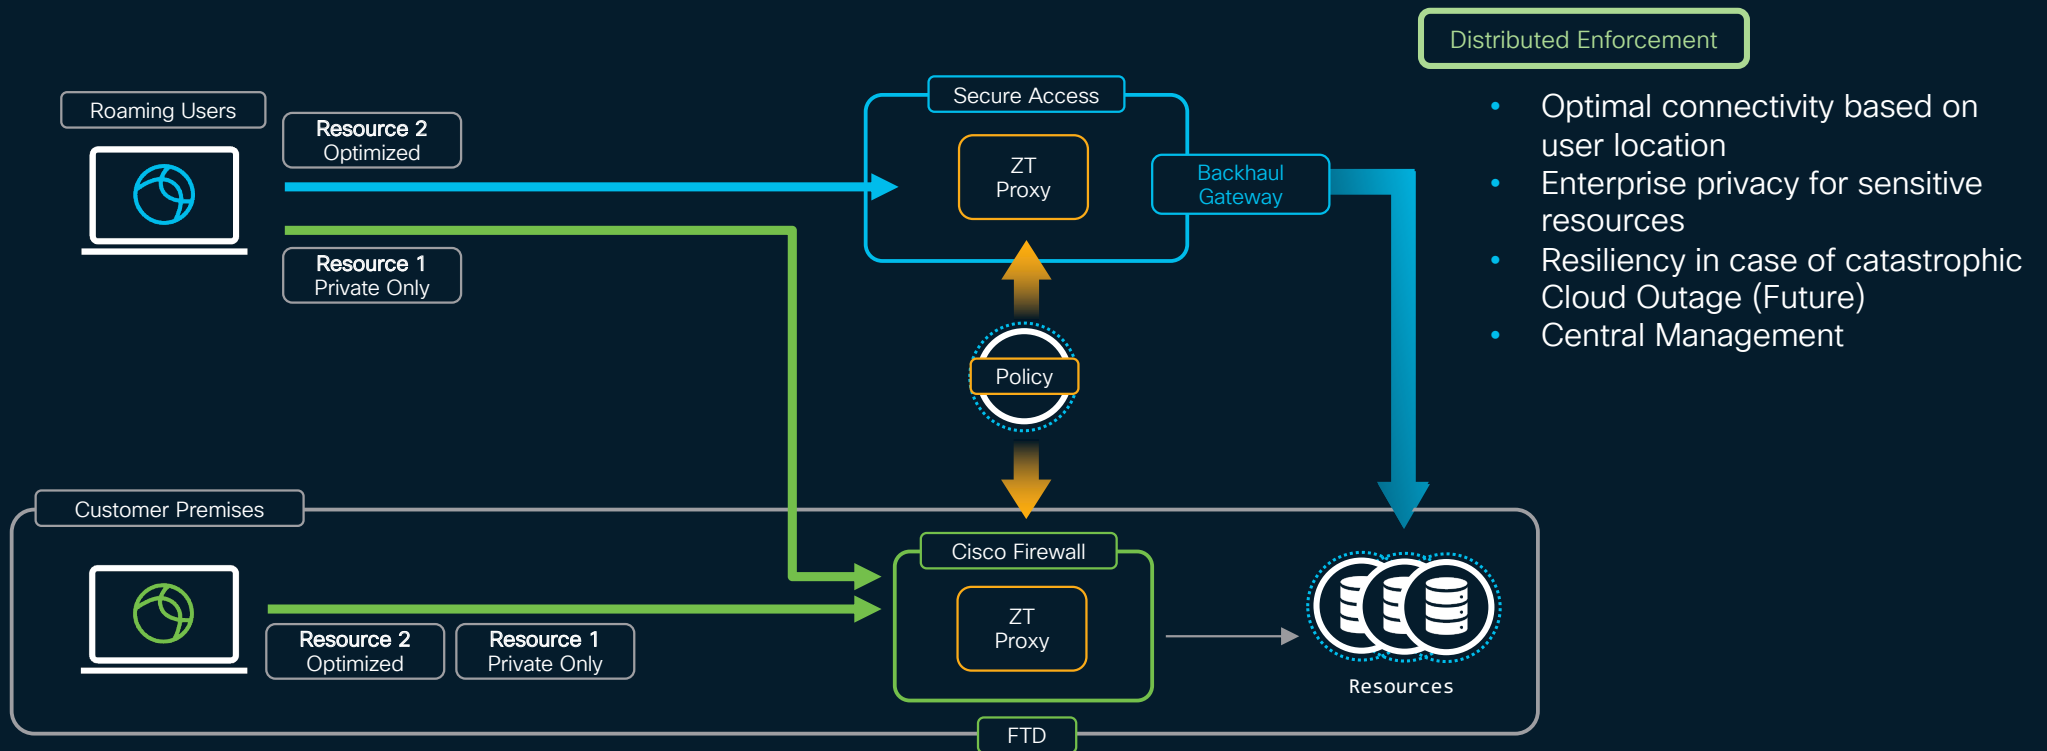 Distributed Enforcement
Roaming Users
Resource 2
Optimized
Resource 1
Private Only
Secure Access
ZT
Proxy
Backhaul
Gateway
• Optimal connectivity based on
user location
• Enterprise privacy for sensitive
resources
• Resiliency in case of catastrophic
Cloud Outage (Future)
• Central Management
Policy
Customer Premises
Resource 2
Optimized
Resource 1
Private Only
Cisco Firewall
ZT
Proxy
Resources
FTD